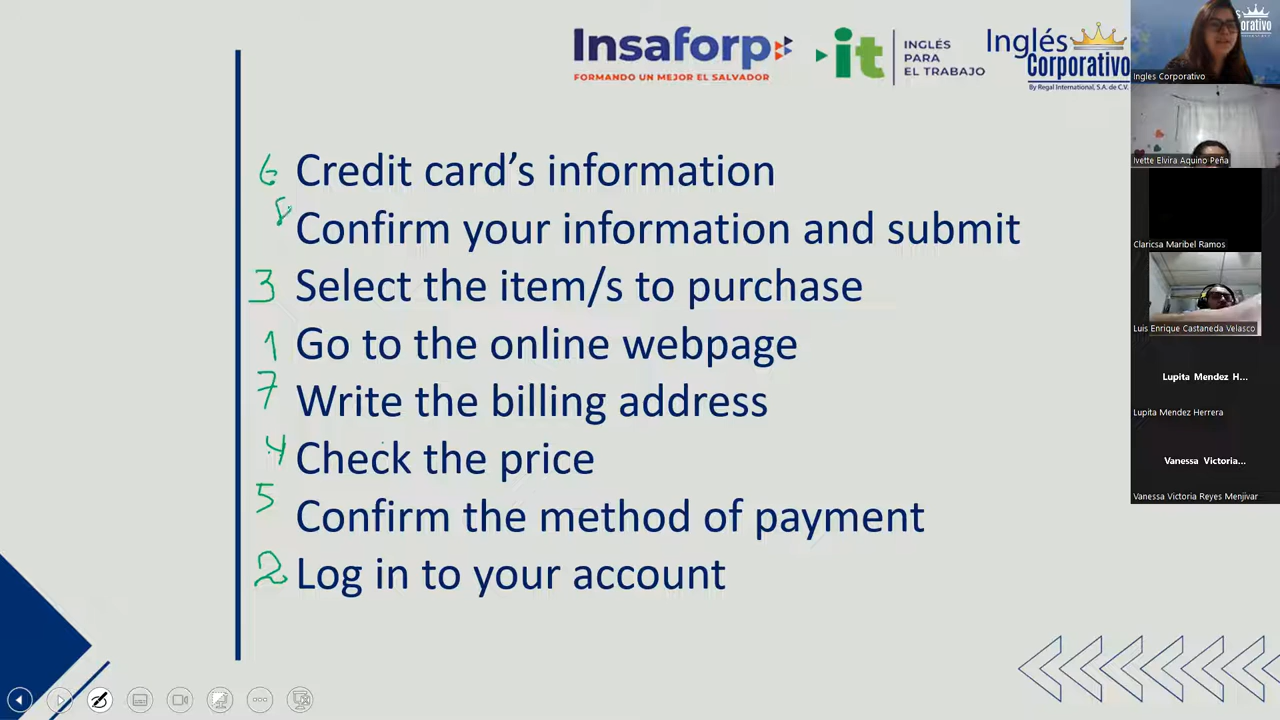 Insaforp
FORMANDO UN MEJOR EL SALVADOR
it
INGLÉS
PARA
EL TRABAJO
Inglés
Corporativo
By Regal International, S.A. de C.V.
6 Credit card's information
8 Confirm your information and submit
3 Select the item/s to purchase
1 Go to the online webpage
7 Write the billing address
4 Check the price
5 Confirm the method of payment
2 Log in to your account
Ingles Corporativo
Ivette Elvira Aquino Peña
Claricsa Maribel Ramos
Luis Enrique Castaneda Velasco
Lupita Mendez H...
Lupita Mendez Herrera
Vanessa Victoria...
Vanessa Victoria Reyes Menjivar